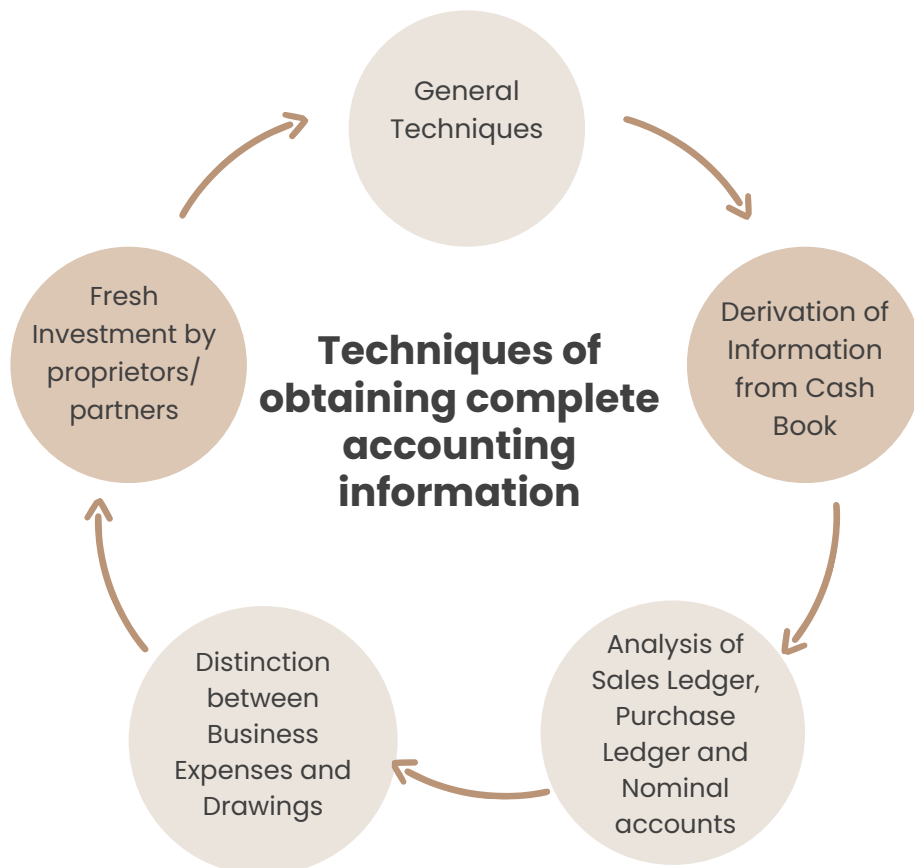 General
Techniques
Derivation of
Information
from Cash
Book
Analysis of
Sales Ledger,
Purchase
Ledger and
Nominal
accounts
Distinction
between
Business
Expenses and
Drawings
Fresh
Investment by
proprietors/
partners
Techniques of
obtaining complete
accounting
information